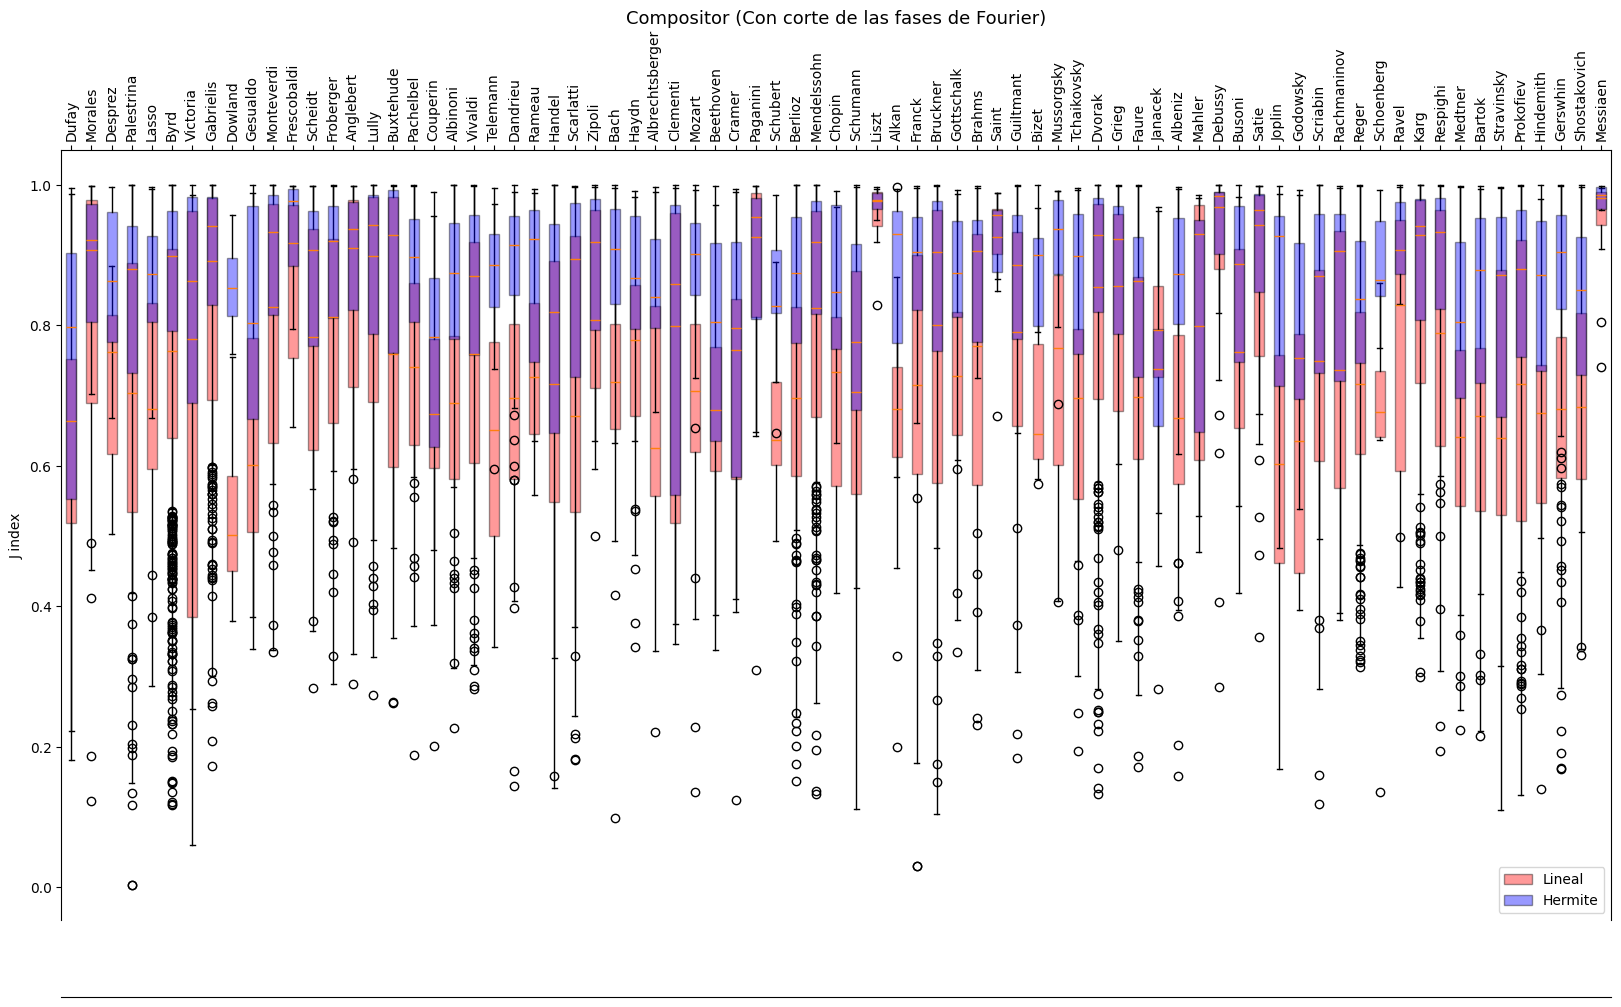 Compositor (Con corte de las fases de Fourier)
Dufay
Morales
Desprez
Palestrina
Lasso
Byrd
Victoria
Gabrielis
Dowland
Gesualdo
Monteverdi
Frescobaldi
Scheidt
Froberger
Anglebert
Lully
Buxtehude
Pachelbel
Couperin
Albinoni
Vivaldi
Telemann
Dandrieu
Rameau
Handel
Scarlatti
Zipoli
Bach
Haydn
Albrechtsberger
Clementi
Mozart
Beethoven
Cramer
Paganini
Schubert
Berlioz
Mendelssohn
Chopin
Schumann
Liszt
Alkan
Franck
Bruckner
Gottschalk
Brahms
Saint
Guiltmant
Bizet
Mussorgsky
Tchaikovsky
Dvorak
Grieg
Faure
Janacek
Albeniz
Mahler
Debussy
Busoni
Satie
Joplin
Godowsky
Scriabin
Rachmaninov
Reger
Schoenberg
Ravel
Karg
Respighi
Medtner
Bartok
Stravinsky
Prokofiev
Hindemith
Gerswhin
Shostakovich
Messiaen
1.0
0.8
0.6
0.4
0.2
0.0
J index
Lineal
Hermite